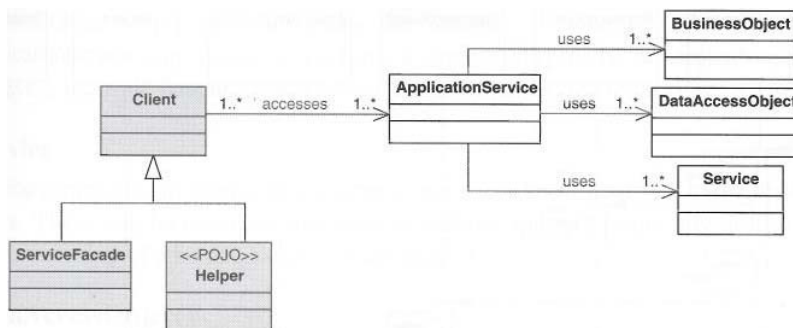 BusinessObject
uses 1..*
Client
ApplicationService
1..* accesses 1..*
DataAccessObject
uses 1..*
Service
uses 1..*
ServiceFacade
<<POJO>>
Helper